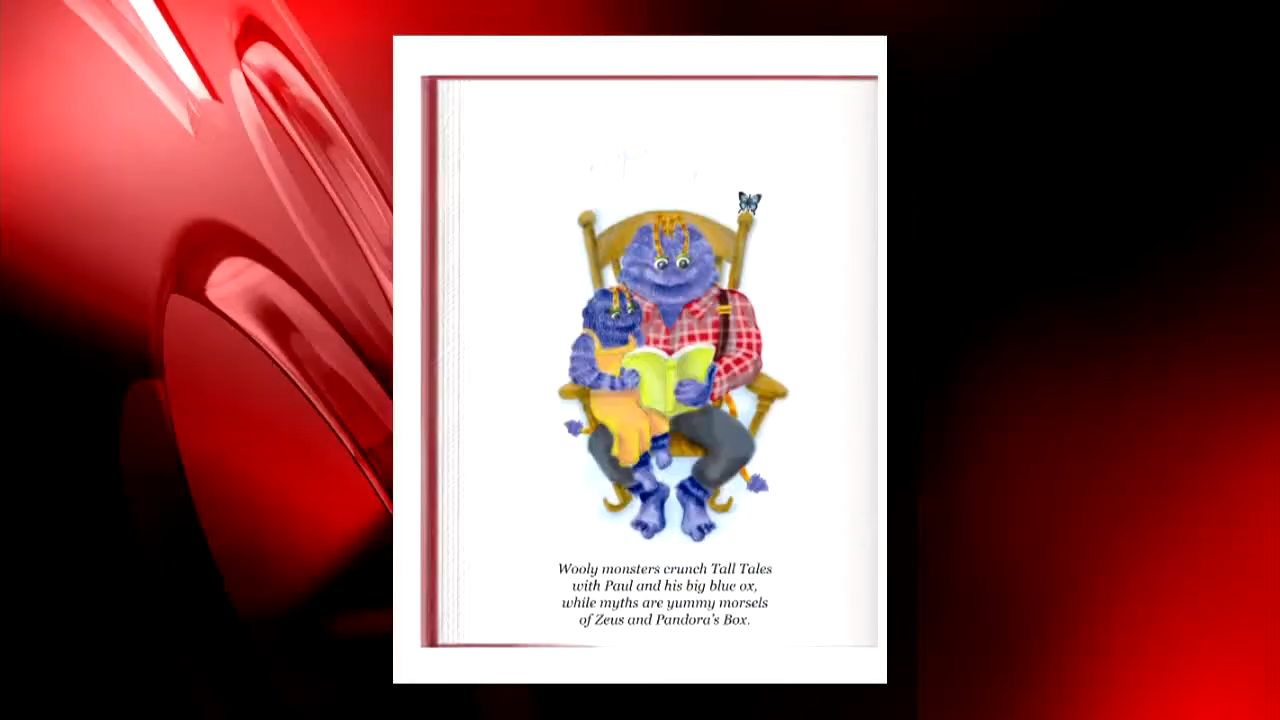 Wooly monsters crunch Tall Tales
with Paul and his big blue ox,
while myths are yummy morsels
of Zeus and Pandora's Box.